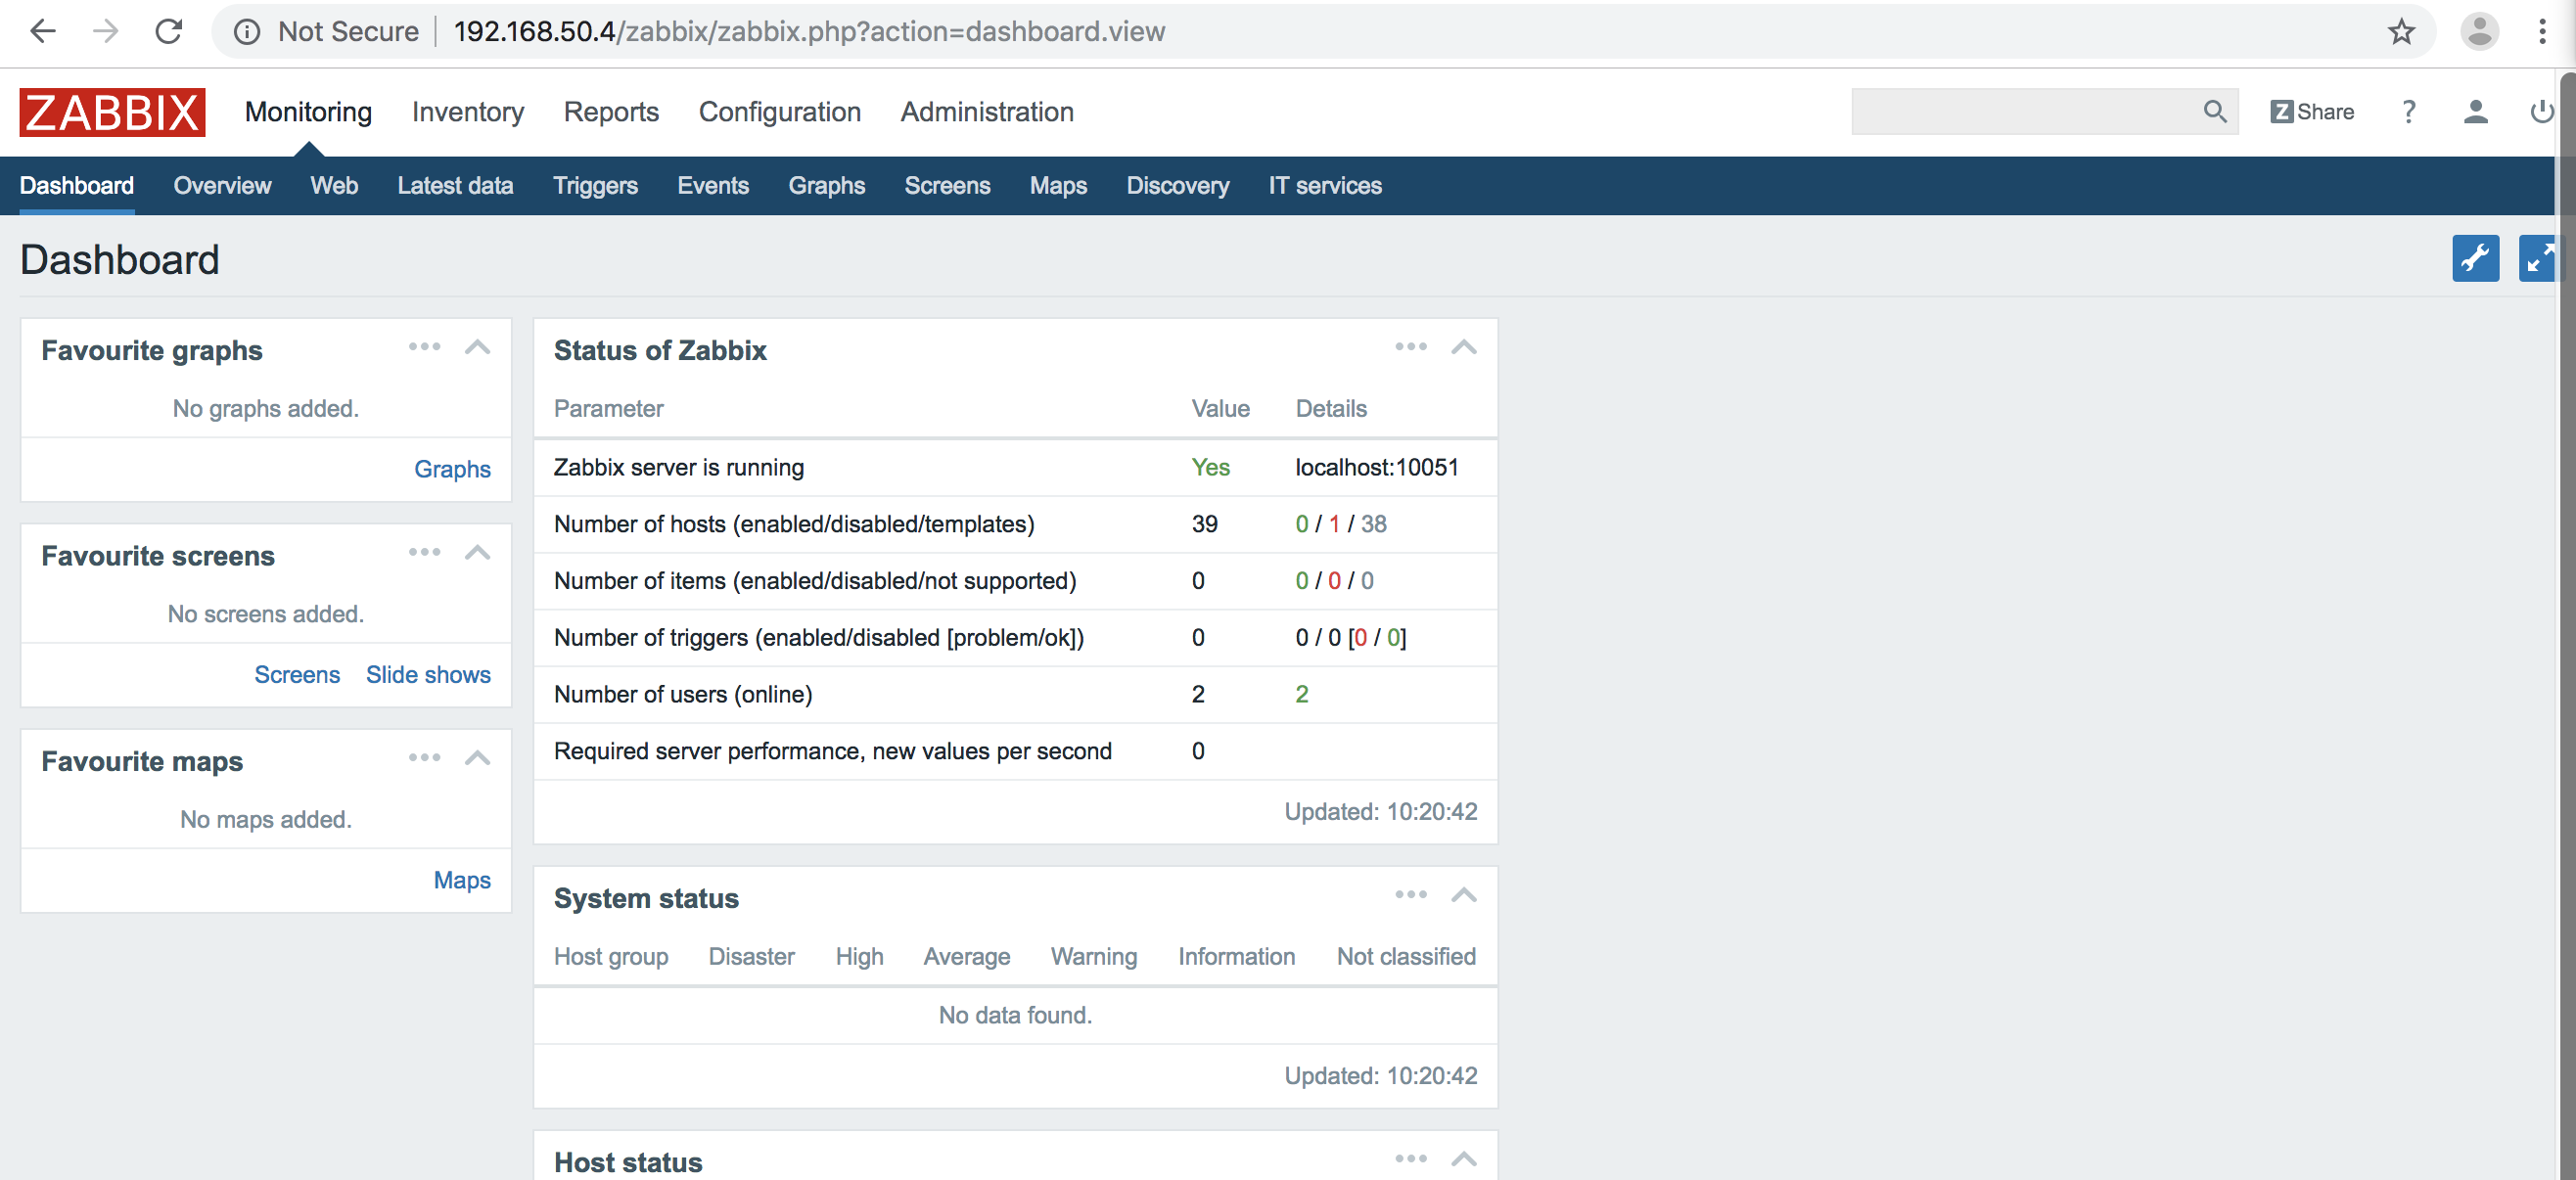 Not Secure 192.168.50.4/zabbix/zabbix.php?action=dashboard.view
ZABBIX Monitoring Inventory Reports Configuration Administration Z Share ?
Dashboard Overview Web Latest data Triggers Events Graphs Screens Maps Discovery IT services
Dashboard
Favourite graphs
No graphs added.
Graphs
Favourite screens
No screens added.
Screens Slide shows
Favourite maps
No maps added.
Maps
Status of Zabbix
Parameter Value Details
Zabbix server is running Yes localhost:10051
Number of hosts (enabled/disabled/templates) 39 0 / 1 / 38
Number of items (enabled/disabled/not supported) 0 0 / 0 / 0
Number of triggers (enabled/disabled [problem/ok]) 0 0 / 0 [0 / 0]
Number of users (online) 2 2
Required server performance, new values per second 0
Updated: 10:20:42
System status
Host group Disaster High Average Warning Information Not classified
No data found.
Updated: 10:20:42
Host status